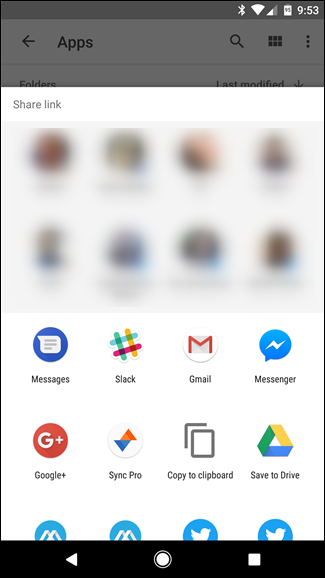 9:53
Apps
Folders Last modified
Share link
Messages Slack Gmail Messenger
Google+ Sync Pro Copy to clipboard Save to Drive